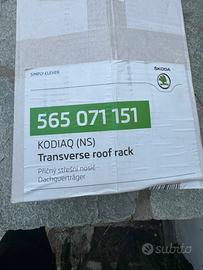 SIMPLY CLEVER
ŠKODA
565 071 151
KODIAQ (NS)
Transverse roof rack
Příčný střešní nosič
Dachquerträger
subito